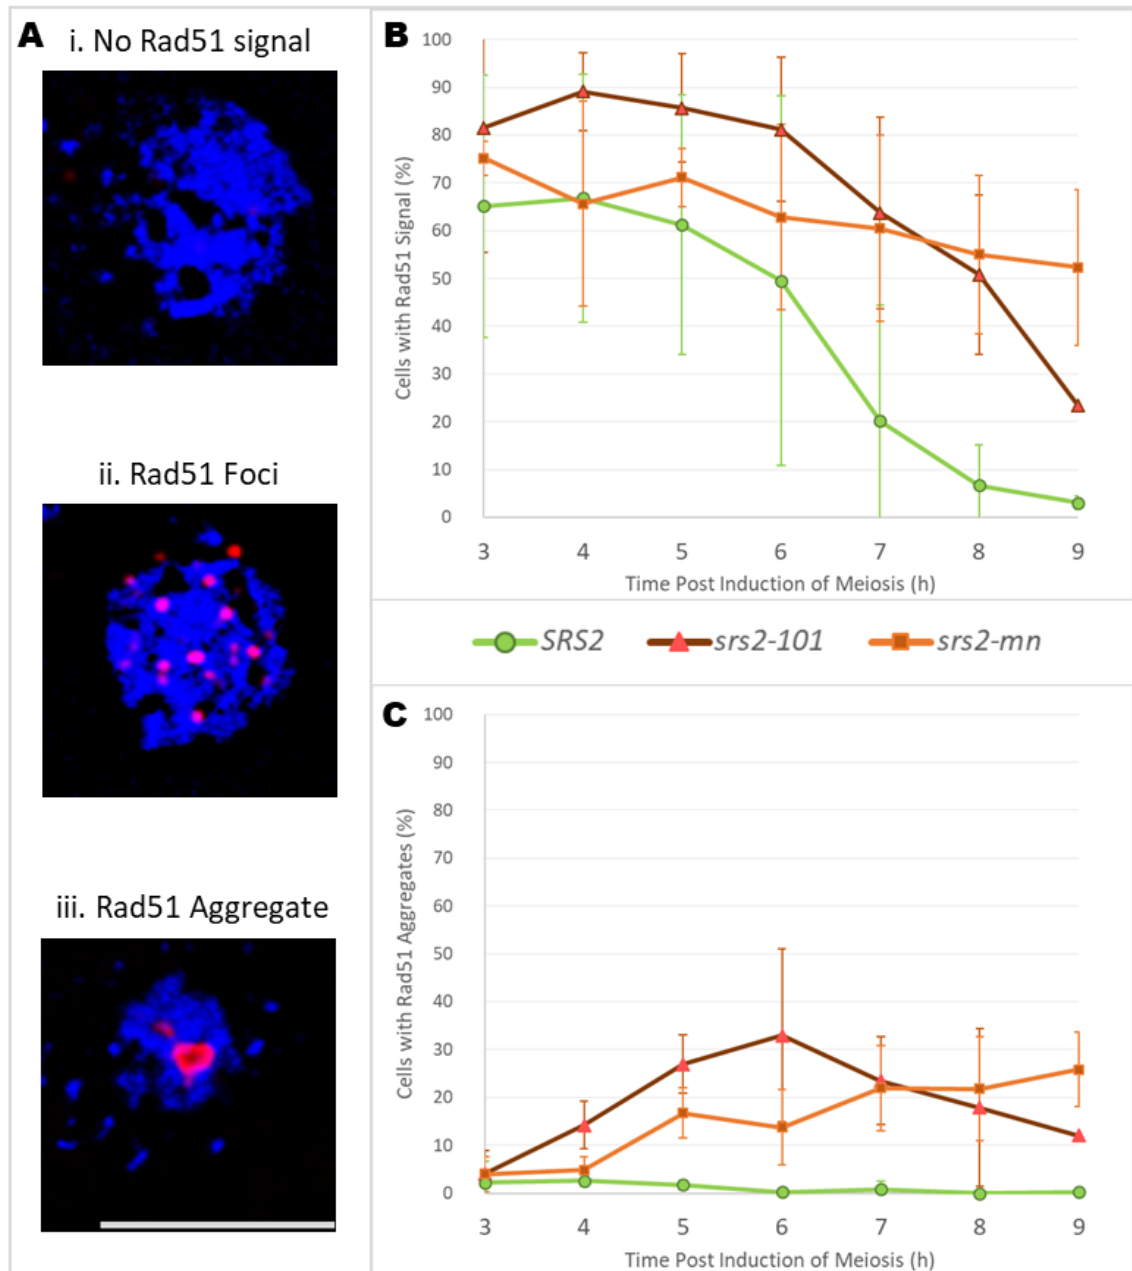 A
i. No Rad51 signal
ii. Rad51 Foci
iii. Rad51 Aggregate
B
Cells with Rad51 Signal (%)
100
90
80
70
60
50
40
30
20
10
0
3 4 5 6 7 8 9
Time Post Induction of Meiosis (h)
SRS2 srs2-101 srs2-mn
C
Cells with Rad51 Aggregates (%)
100
90
80
70
60
50
40
30
20
10
0
3 4 5 6 7 8 9
Time Post Induction of Meiosis (h)